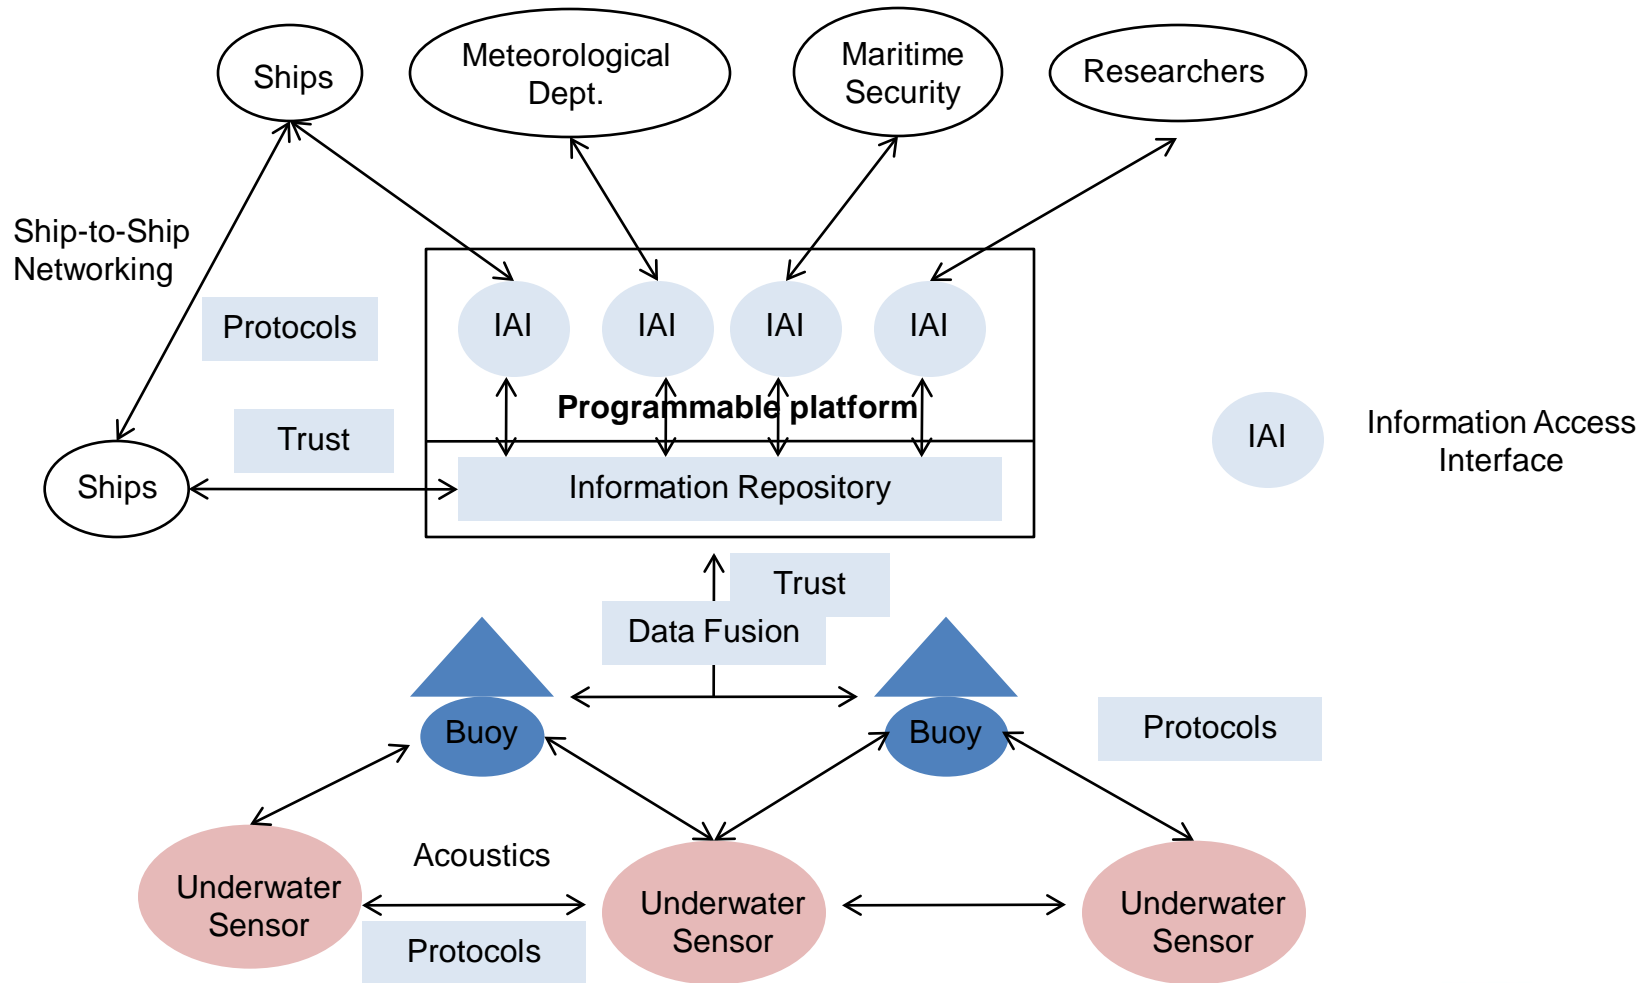 Ships
Meteorological
Dept.
Maritime
Security
Researchers
Ship-to-Ship
Networking
Protocols
IAI
IAI
IAI
IAI
Programmable platform
Trust
Ships
Information Repository
IAI
Information Access
Interface
Trust
Data Fusion
Buoy
Buoy
Protocols
Acoustics
Underwater
Sensor
Protocols
Underwater
Sensor
Underwater
Sensor